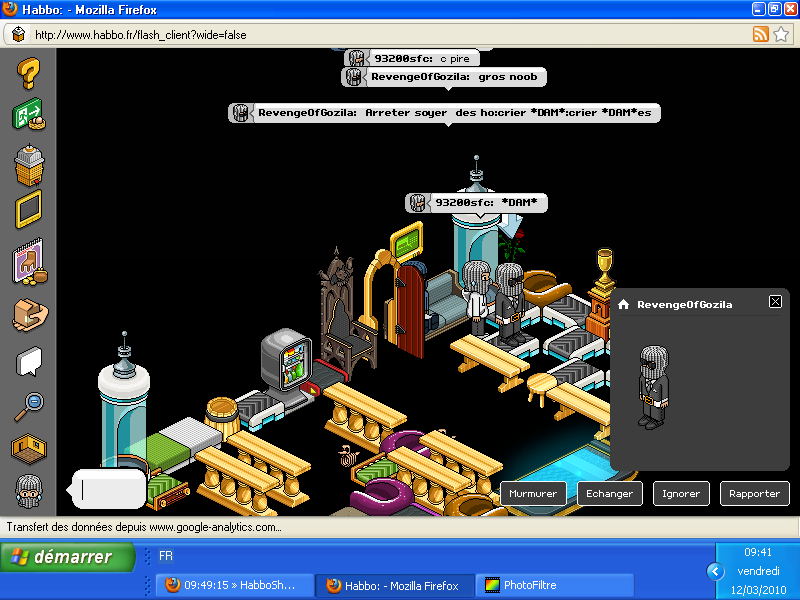 Habbo: - Mozilla Firefox
http://www.habbo.fr/flash_client?wide=false
93200sfc: c pire
RevengeOfGozila: gros noob
RevengeOfGozila: Arreter soyer des ho:crier *DAM*:crier *DAM*es
93200sfc: *DAM*
RevengeOfGozila
Murmurer
Echanger
Ignorer
Rapporter
Transfert des données depuis www.google-analytics.com...
démarrer
FR
09:41
vendredi
12/03/2010
09:49:15 » HabboSh...
Habbo: - Mozilla Firefox
PhotoFiltre